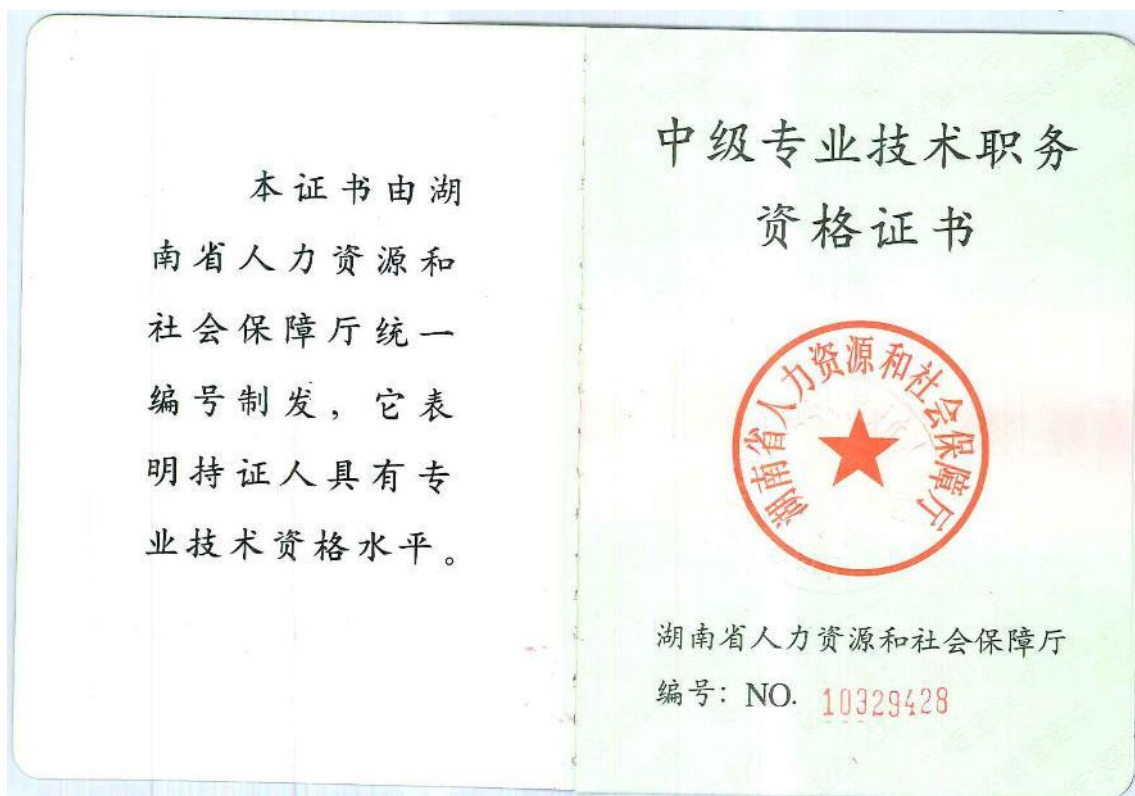 本证书由湖
南省人力资源和
社会保障厅统一
编号制发，它表
明持证人具有专
业技术资格水平。
中级专业技术职务
资格证书
湖南省人力资源和社会保障厅
湖南省人力资源和社会保障厅
编号：NO. 10329428